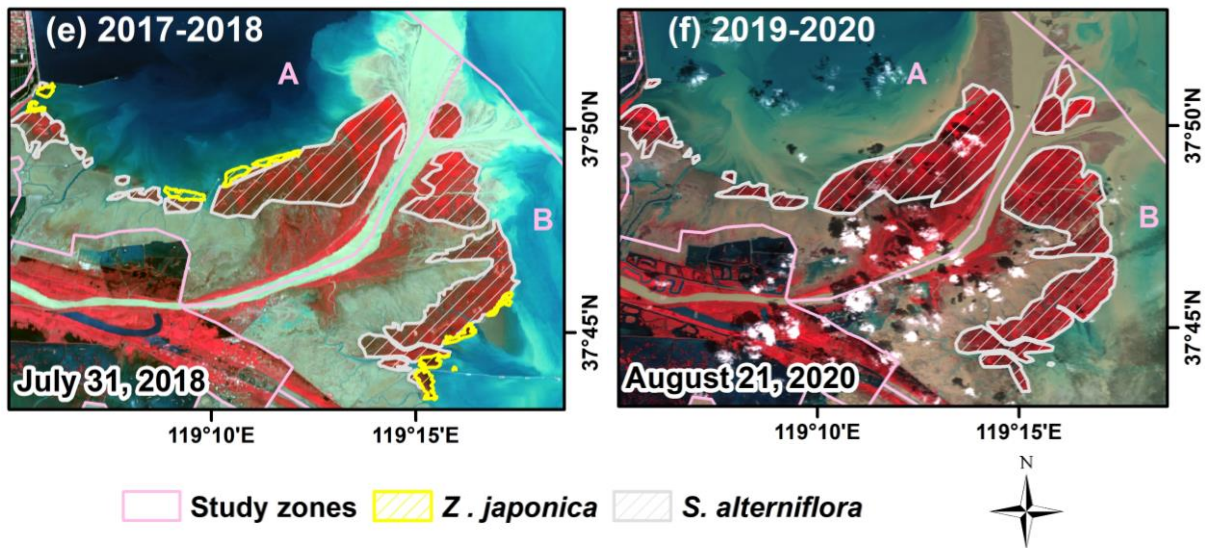 (e) 2017-2018
A
B
July 31, 2018
37°50'N
37°45'N
119°10'E
119°15'E
(f) 2019-2020
A
B
August 21, 2020
37°50'N
37°45'N
119°10'E
119°15'E
Study zones
Z . japonica
S. alterniflora
N